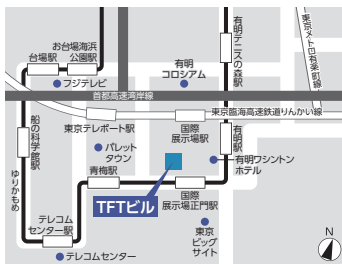 お台場海浜
公園駅
台場駅
フジテレビ
有明
コロシアム
有明テニスの森駅
東京メトロ有楽町線
首都高速湾岸線
東京臨海高速鉄道りんかい線
東京テレポート駅
国際
展示場駅
有明駅
船の科学館駅
パレット
タウン
有明ワシントン
ホテル
ゆりかもめ
青梅駅
TFTビル
国際
展示場正門駅
テレコム
センター駅
東京
ビッグ
サイト
テレコムセンター
N